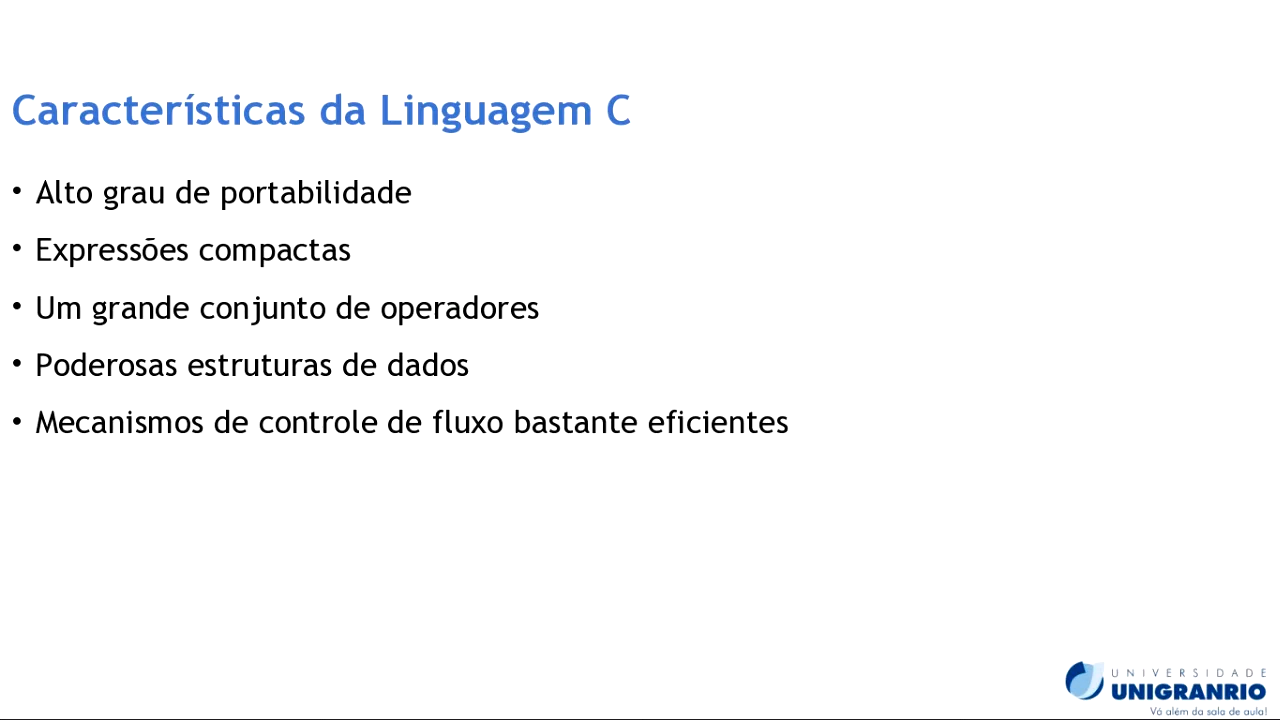 Características da Linguagem C
• Alto grau de portabilidade
• Expressões compactas
• Um grande conjunto de operadores
• Poderosas estruturas de dados
• Mecanismos de controle de fluxo bastante eficientes
UNIVERSIDADE
UNIGRANRIO
Vá além da sala de aula!